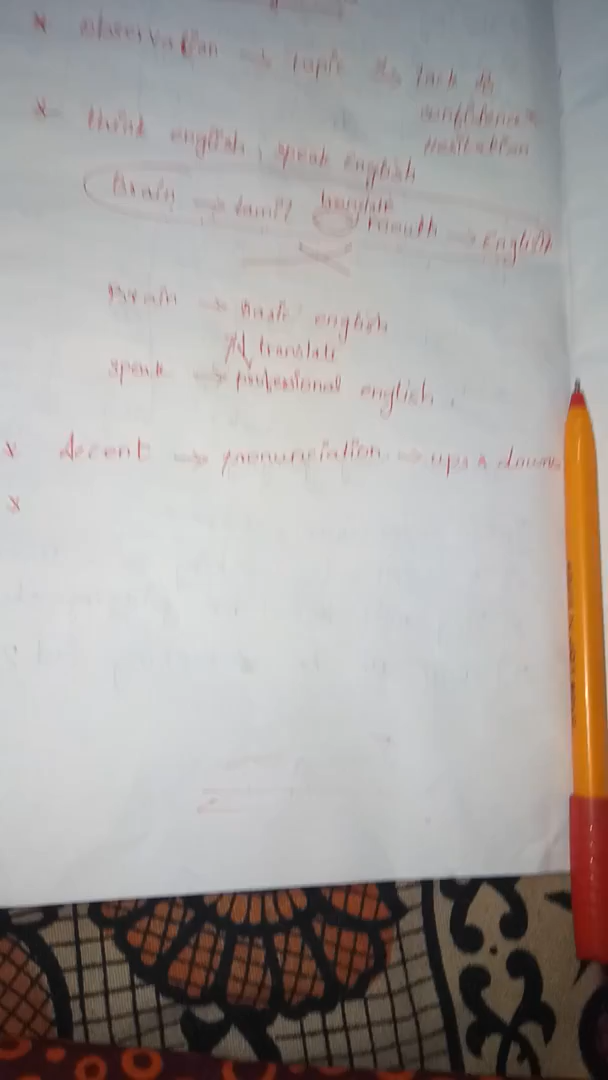 * observation → topic → lack of
confidence
hesitation
* think english, speak english
Brain → tamil translate mouth → english
Brain → basic english
translate
speak → professional english.
* Accent → pronunciation → ups & downs
*